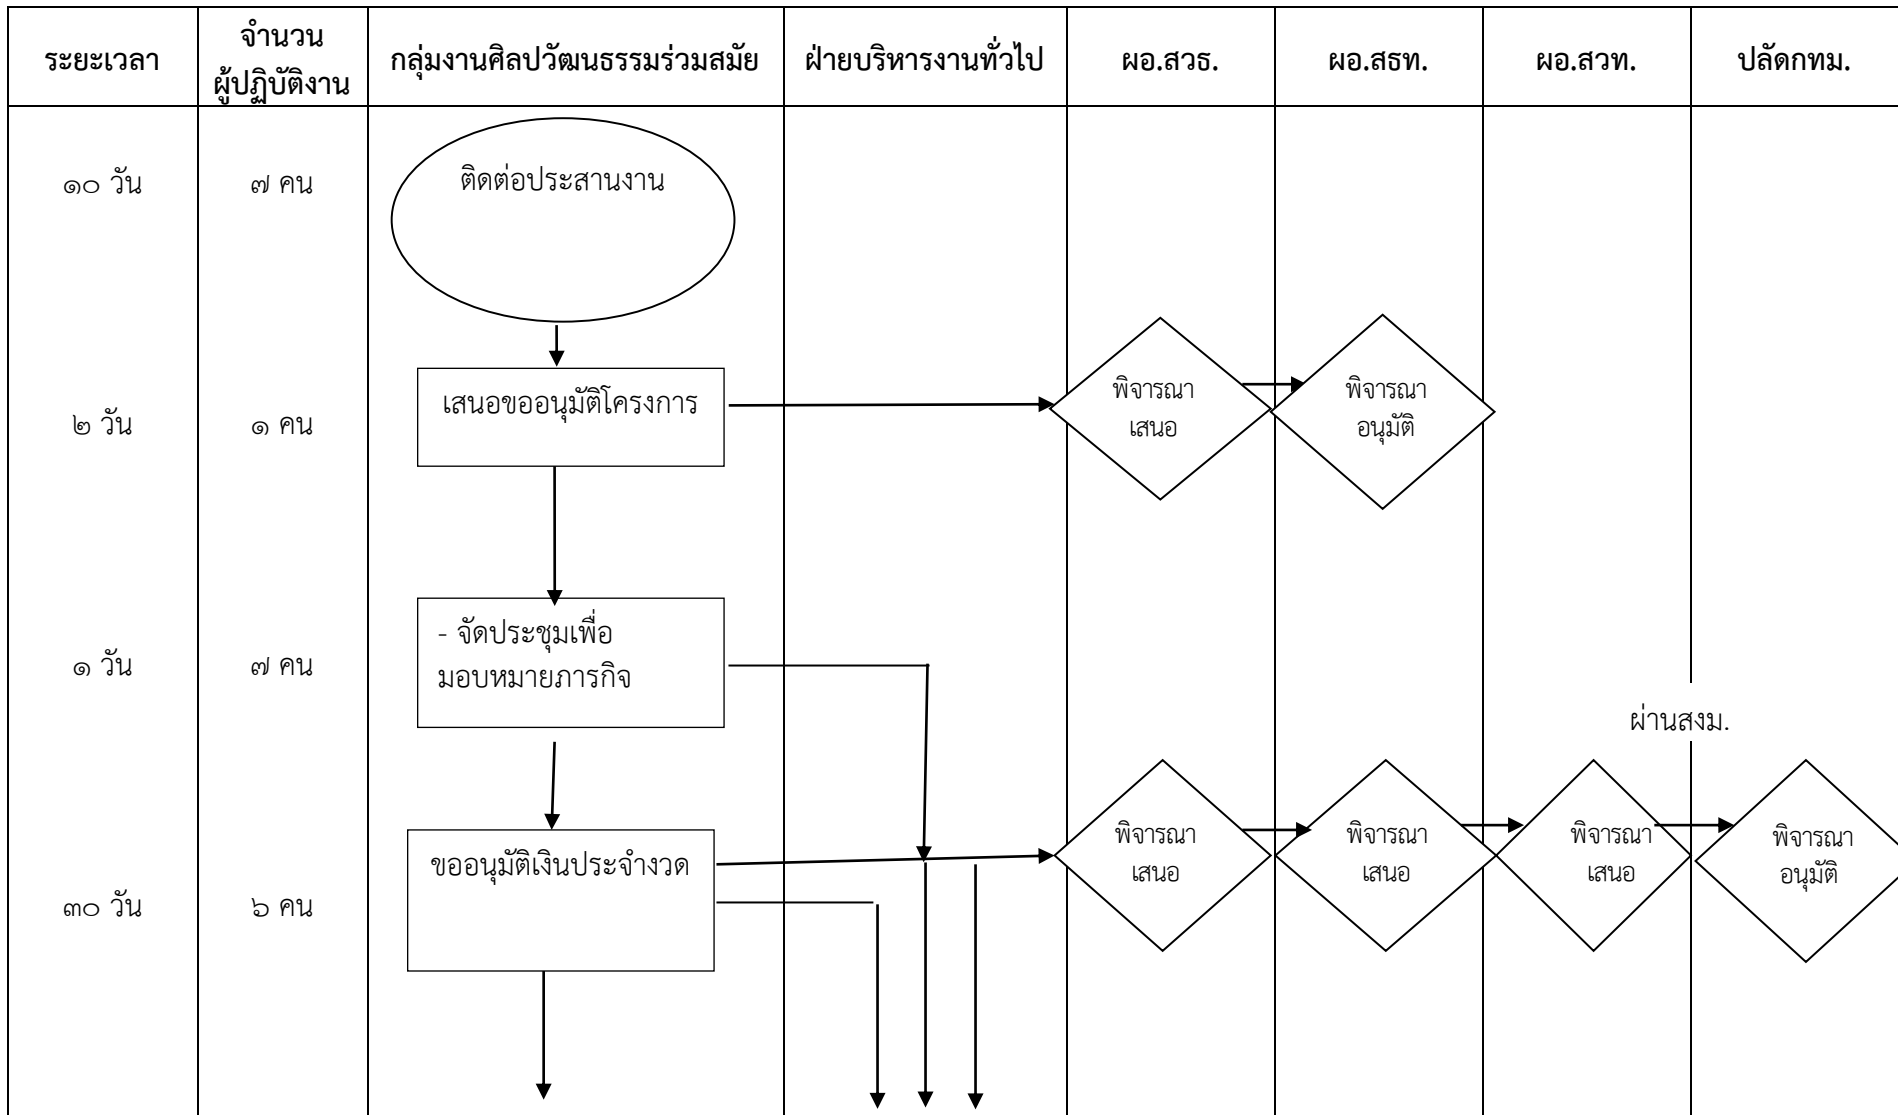 ระยะเวลา
จำนวน
ผู้ปฏิบัติงาน
กลุ่มงานศิลปวัฒนธรรมร่วมสมัย
ฝ่ายบริหารงานทั่วไป
ผอ.สวธ.
ผอ.สธท.
ผอ.สวท.
ปลัดกทม.
๑๐ วัน
๗ คน
ติดต่อประสานงาน
๒ วัน
๑ คน
เสนอขออนุมัติโครงการ
พิจารณา
เสนอ
พิจารณา
อนุมัติ
๑ วัน
๗ คน
- จัดประชุมเพื่อ
มอบหมายภารกิจ
ผ่านสงม.
๓๐ วัน
๖ คน
ขออนุมัติเงินประจำงวด
พิจารณา
เสนอ
พิจารณา
เสนอ
พิจารณา
เสนอ
พิจารณา
อนุมัติ